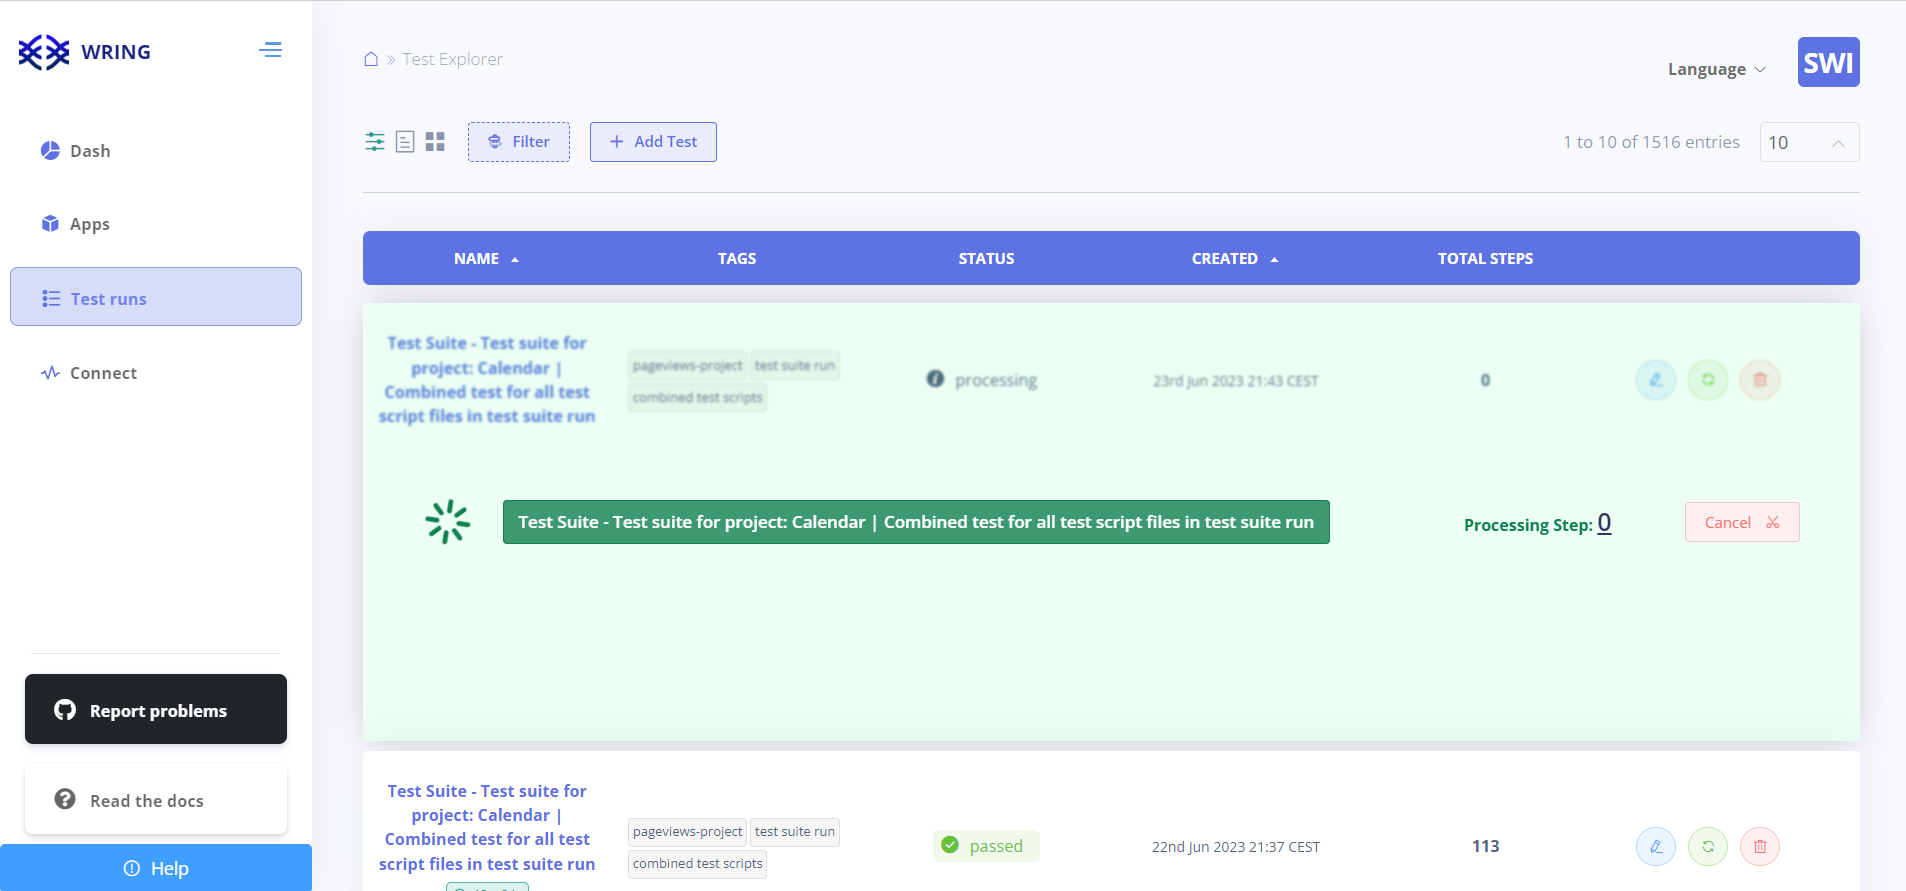 WRING
Dash
Apps
Test runs
Connect
Report problems
Read the docs
Help
Test Explorer
Language
SWI
Filter
Add Test
1 to 10 of 1516 entries
10
NAME TAGS STATUS CREATED TOTAL STEPS
Test Suite - Test suite for
project: Calendar |
Combined test for all test
script files in test suite run
pageviews-project test suite run
combined test scripts
processing
23rd Jun 2023 21:43 CEST
0
Test Suite - Test suite for project: Calendar | Combined test for all test script files in test suite run
Processing Step: 0
Cancel
Test Suite - Test suite for
project: Calendar |
Combined test for all test
script files in test suite run
pageviews-project test suite run
combined test scripts
passed
22nd Jun 2023 21:37 CEST
113